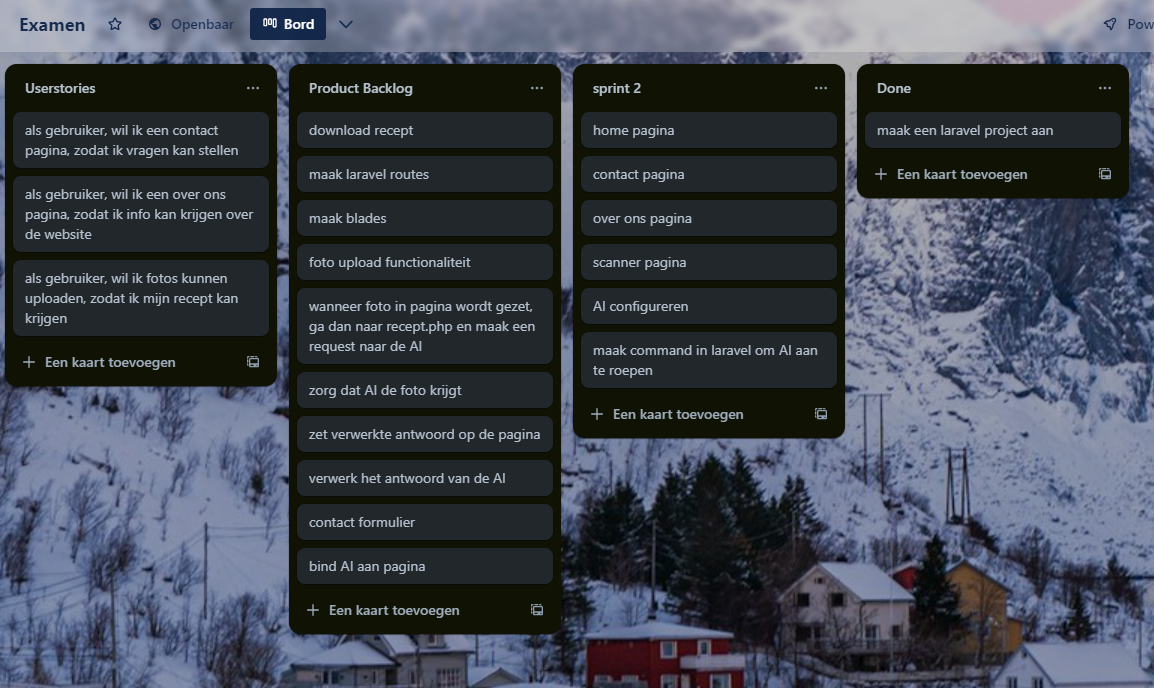 Examen
Openbaar
Bord
Pow
Userstories
als gebruiker, wil ik een contact
pagina, zodat ik vragen kan stellen
als gebruiker, wil ik een over ons
pagina, zodat ik info kan krijgen over
de website
als gebruiker, wil ik fotos kunnen
uploaden, zodat ik mijn recept kan
krijgen
Een kaart toevoegen
Product Backlog
download recept
maak laravel routes
maak blades
foto upload functionaliteit
wanneer foto in pagina wordt gezet,
ga dan naar recept.php en maak een
request naar de AI
zorg dat AI de foto krijgt
zet verwerkte antwoord op de pagina
verwerk het antwoord van de AI
contact formulier
bind AI aan pagina
Een kaart toevoegen
sprint 2
home pagina
contact pagina
over ons pagina
scanner pagina
AI configureren
maak command in laravel om AI aan
te roepen
Een kaart toevoegen
Done
maak een laravel project aan
Een kaart toevoegen